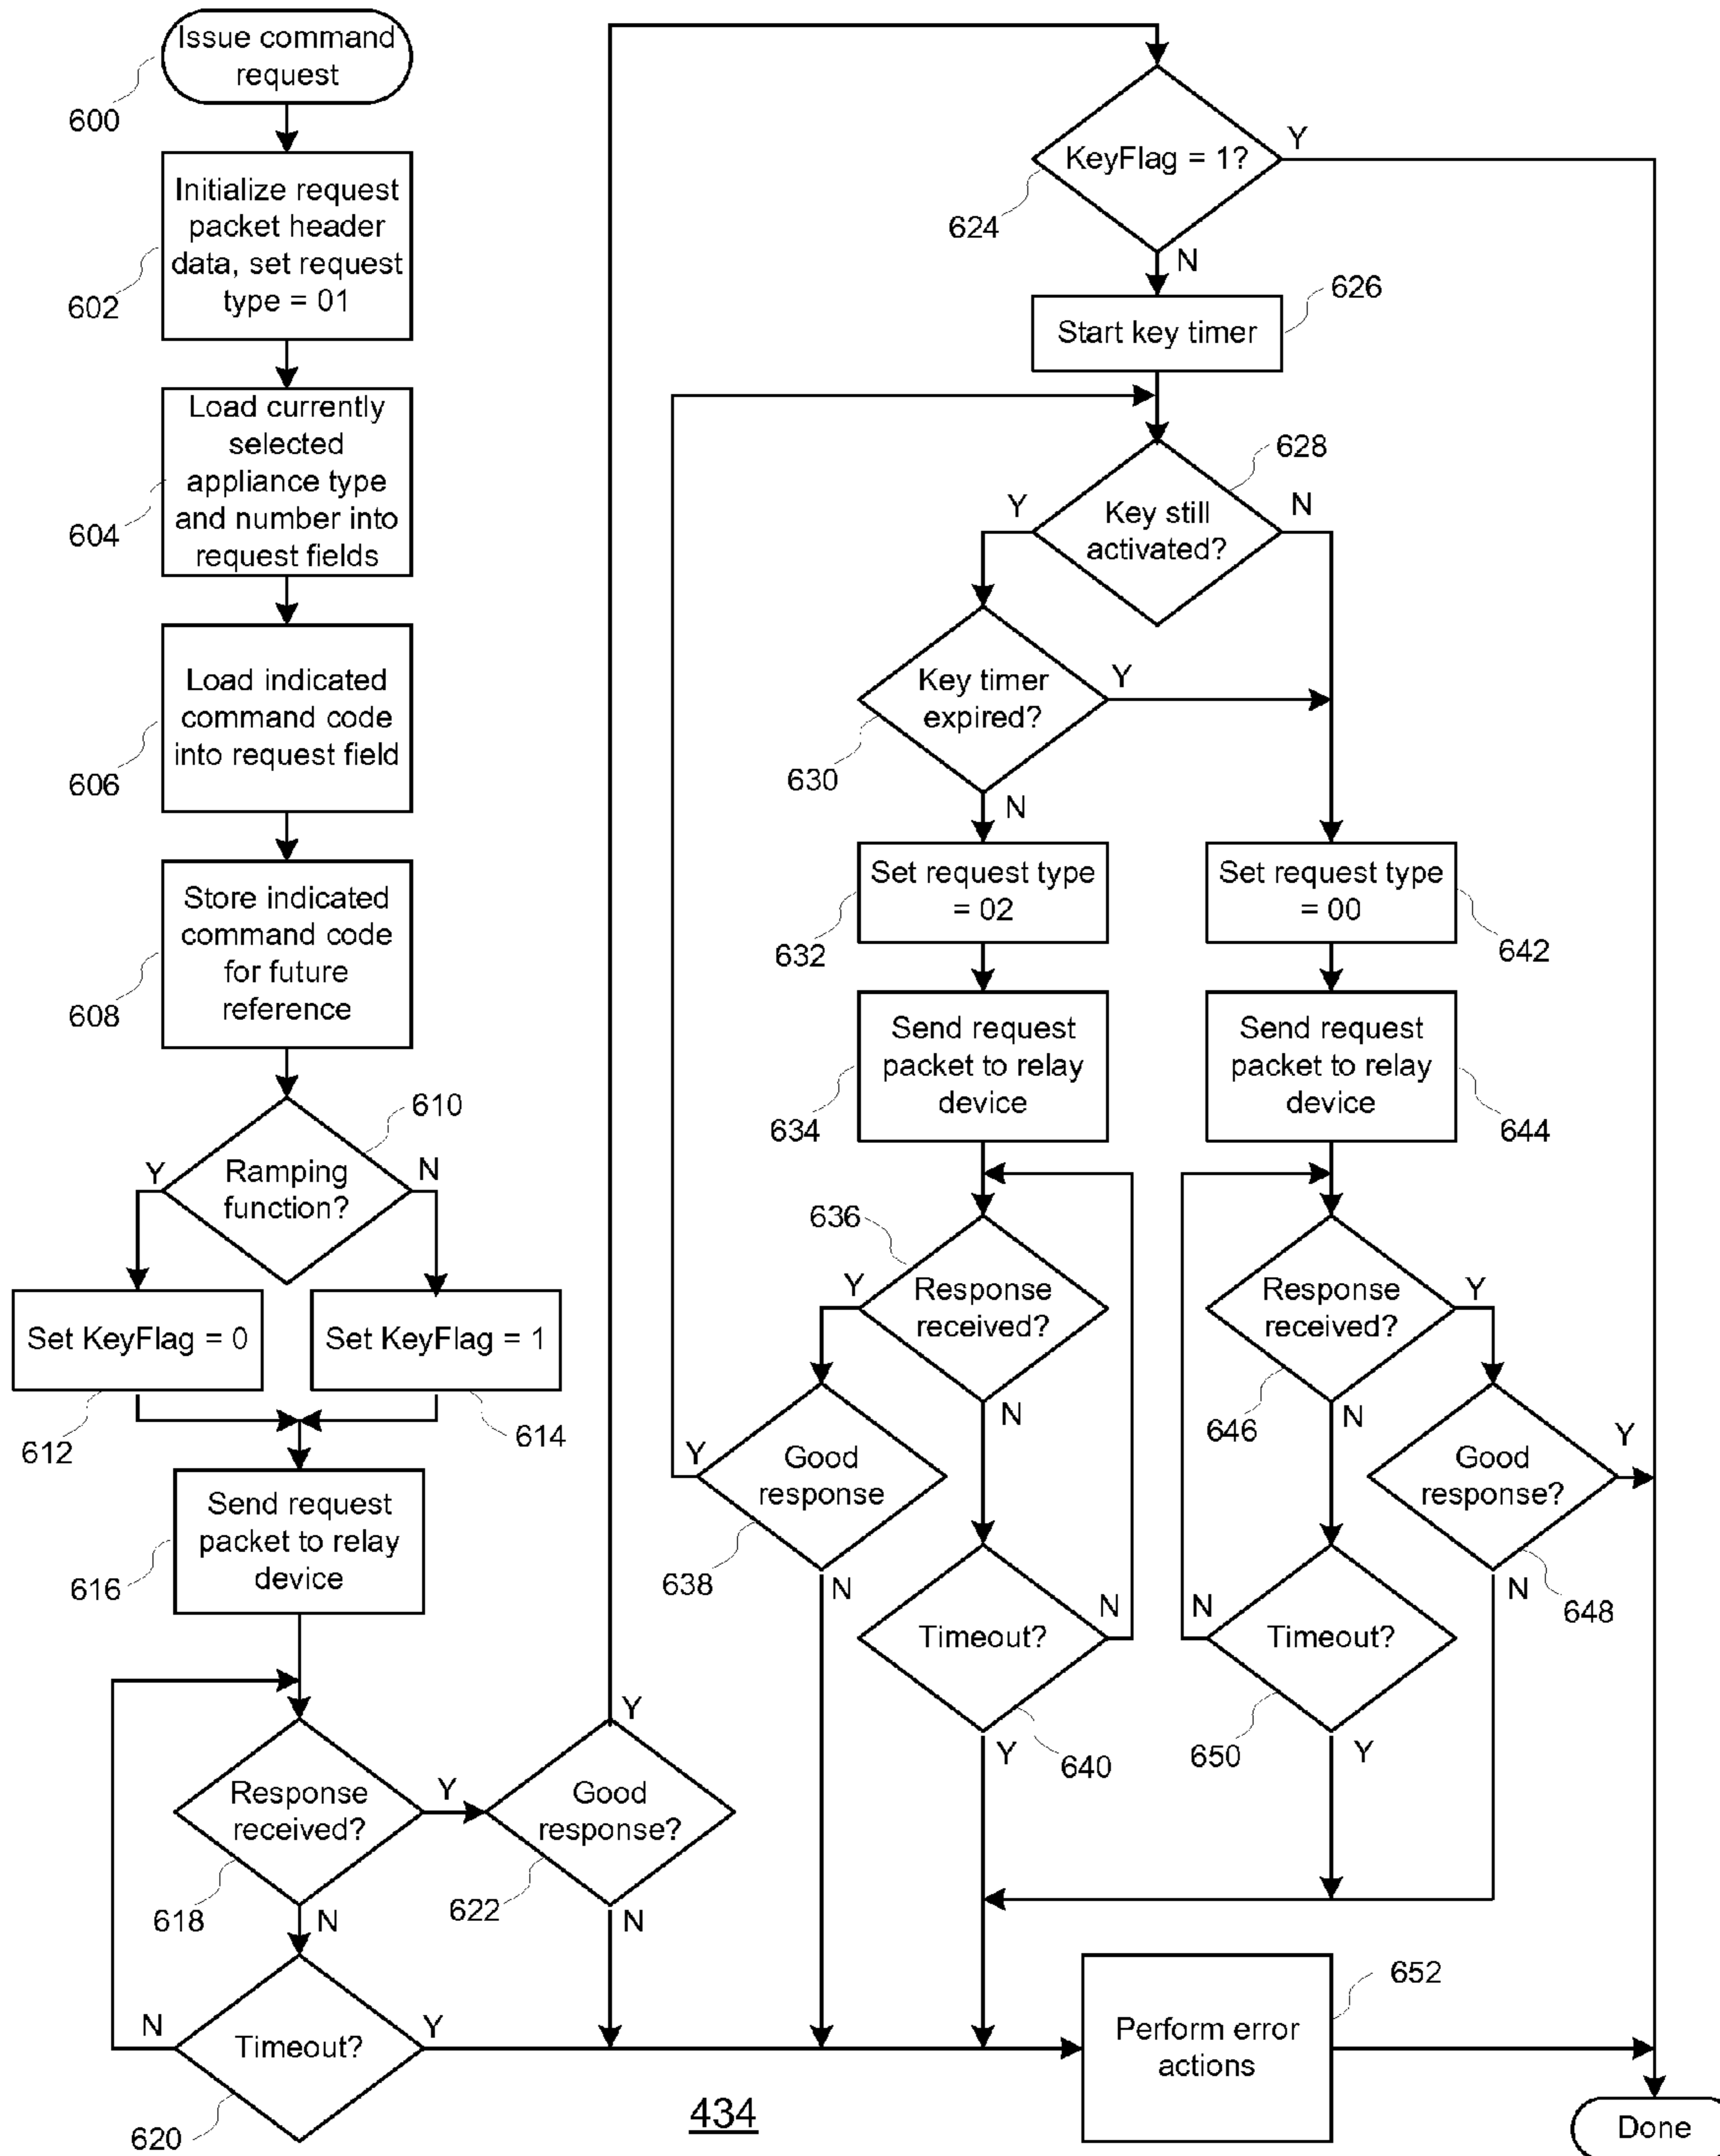 Issue command
request
600
Initialize request
packet header
data, set request
type = 01
602
Load currently
selected
appliance type
and number into
request fields
604
Load indicated
command code
into request field
606
Store indicated
command code
for future
reference
608
610
Ramping
function?
Y
N
Set KeyFlag = 0
Set KeyFlag = 1
612
614
Send request
packet to relay
device
616
Response
received?
Y
618
N
Timeout?
N
Y
620
Good
response?
Y
622
N
KeyFlag = 1?
Y
624
N
626
Start key timer
628
Key still
activated?
Y
N
Key timer
expired?
Y
630
N
Set request type
= 02
632
Send request
packet to relay
device
634
636
Response
received?
Y
N
Good
response
Y
638
N
Timeout?
N
Y
640
Set request type
= 00
642
Send request
packet to relay
device
644
Response
received?
Y
646
N
Good
response?
Y
N
648
Timeout?
N
650
Y
652
Perform error
actions
Done
434